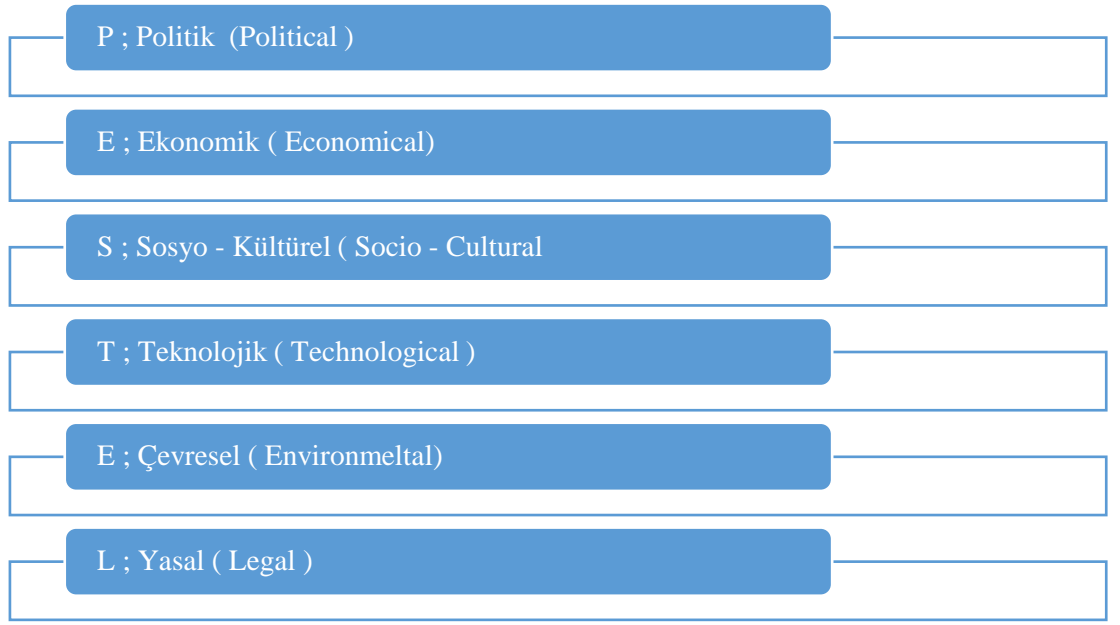 P ; Politik (Political )
E ; Ekonomik ( Economical)
S ; Sosyo - Kültürel ( Socio - Cultural
T ; Teknolojik ( Technological )
E ; Çevresel ( Environmeltal)
L ; Yasal ( Legal )